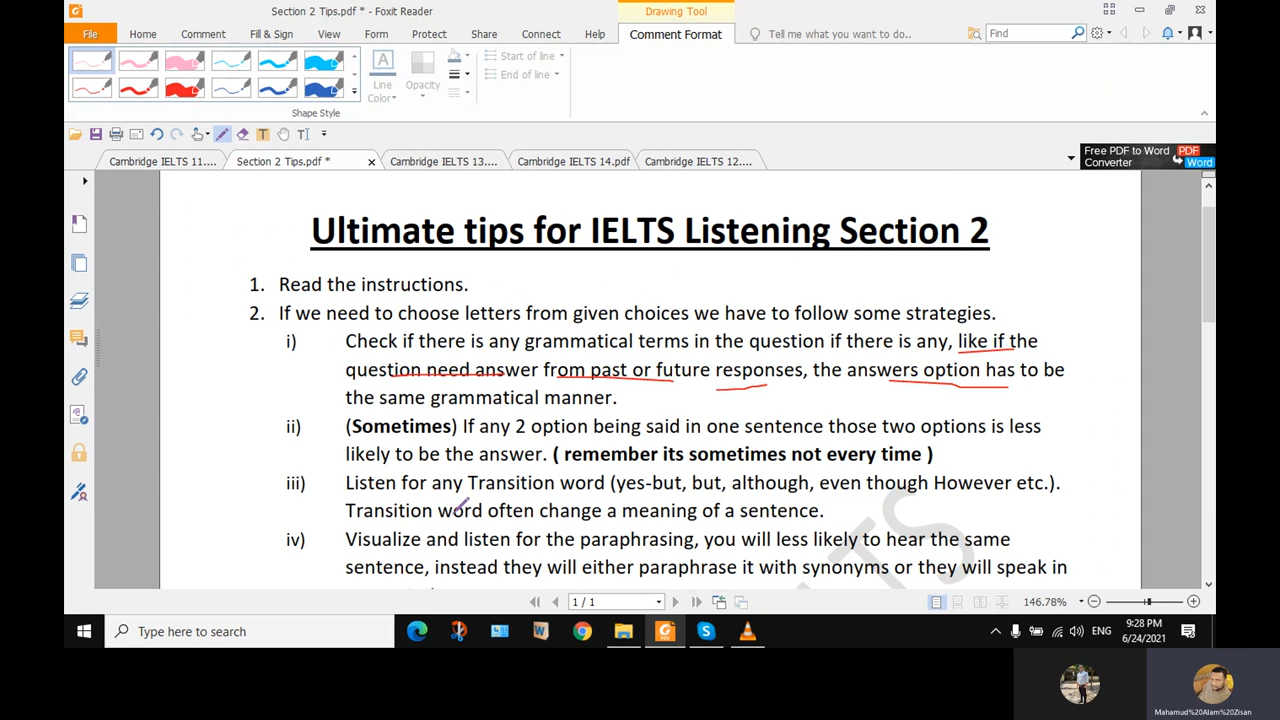 Section 2 Tips.pdf * - Foxit Reader
Drawing Tool
File Home Comment Fill & Sign View Form Protect Share Connect Help Comment Format Tell me what you want to do.. Find
Line Color Opacity Start of line End of line
Shape Style
Cambridge IELTS 11.... Section 2 Tips.pdf * Cambridge IELTS 13.... Cambridge IELTS 14.pdf Cambridge IELTS 12....
Free PDF to Word Converter PDF Word
Ultimate tips for IELTS Listening Section 2
1. Read the instructions.
2. If we need to choose letters from given choices we have to follow some strategies.
i) Check if there is any grammatical terms in the question if there is any, like if the
question need answer from past or future responses, the answers option has to be
the same grammatical manner.
ii) (Sometimes) If any 2 option being said in one sentence those two options is less
likely to be the answer. ( remember its sometimes not every time )
iii) Listen for any Transition word (yes-but, but, although, even though However etc.).
Transition word often change a meaning of a sentence.
iv) Visualize and listen for the paraphrasing, you will less likely to hear the same
sentence, instead they will either paraphrase it with synonyms or they will speak in
1 / 1 146.78%
Type here to search
ENG
9:28 PM
6/24/2021
Mahamud%20Alam%20Zisan